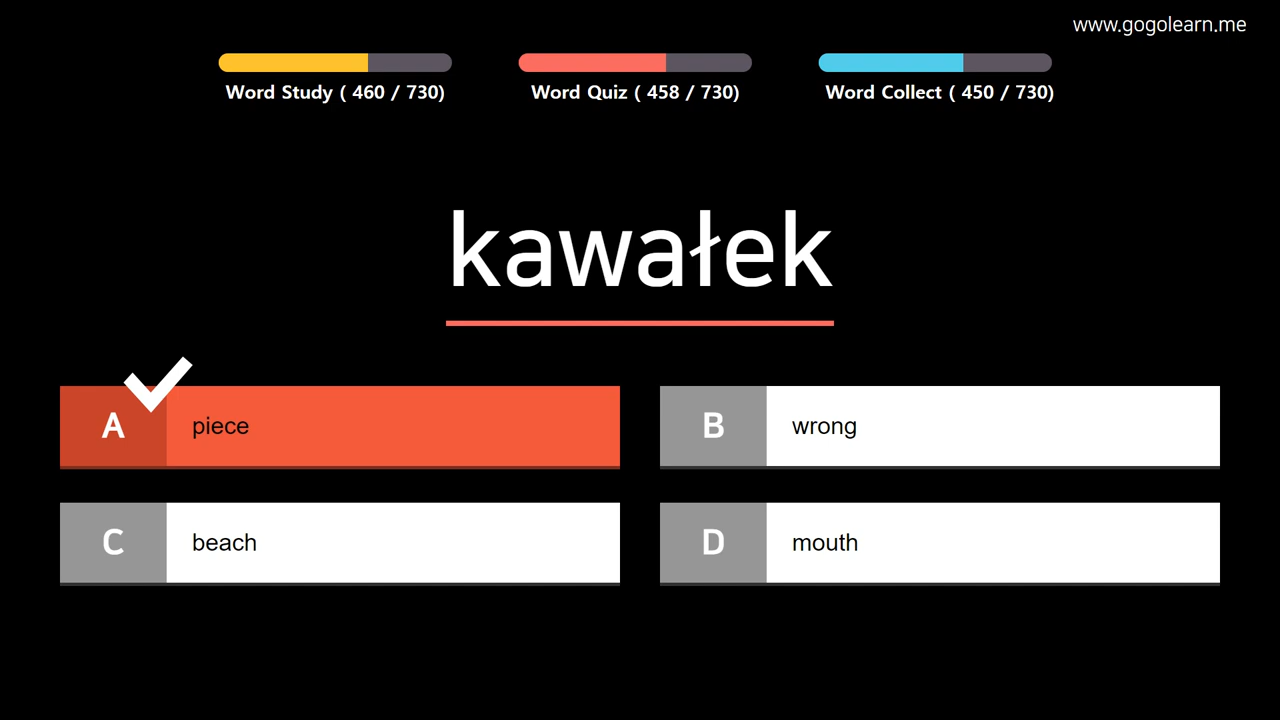 www.gogolearn.me
Word Study ( 460 / 730)
Word Quiz ( 458 / 730)
Word Collect ( 450 / 730)
kawałek
A piece
B wrong
C beach
D mouth